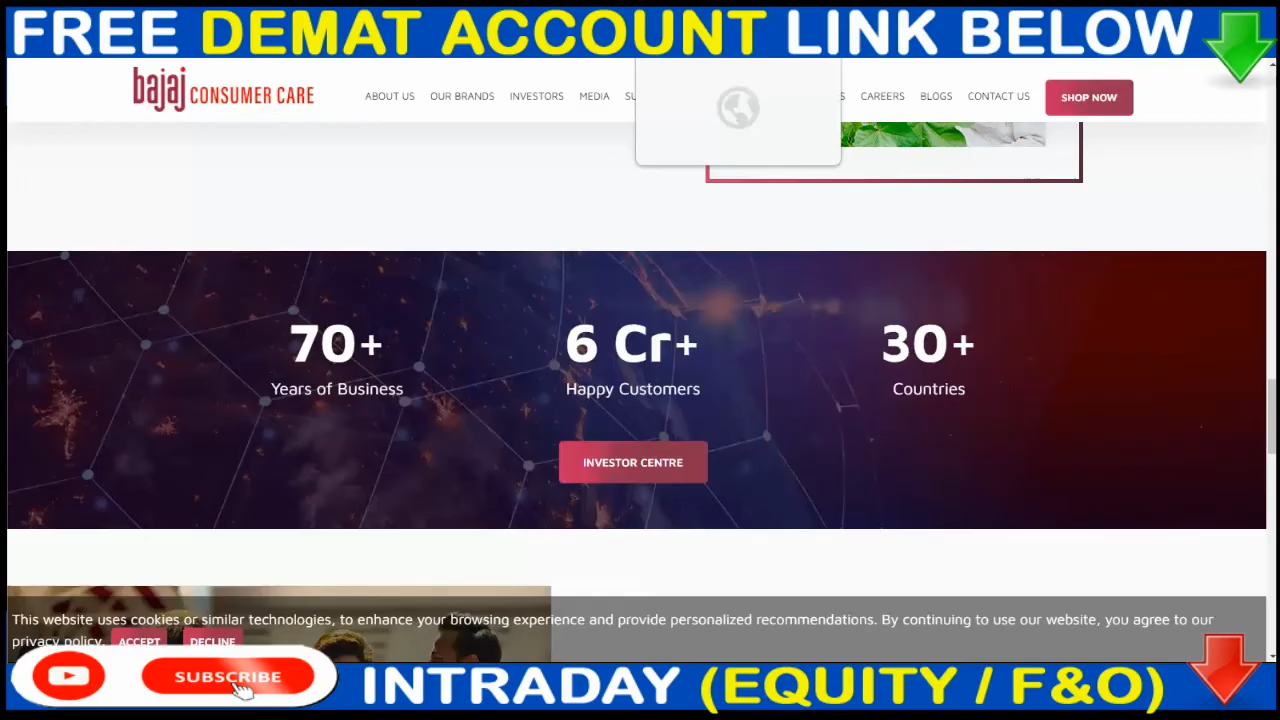 FREE DEMAT ACCOUNT LINK BELOW
bajaj CONSUMER CARE
ABOUT US OUR BRANDS INVESTORS MEDIA SU S CAREERS BLOGS CONTACT US SHOP NOW
70+ 6 Cr+ 30+
Years of Business Happy Customers Countries
INVESTOR CENTRE
This website uses cookies or similar technologies, to enhance your browsing experience and provide personalized recommendations. By continuing to use our website, you agree to our
privacy policy. ACCEPT DECLINE
SUBSCRIBE
INTRADAY (EQUITY / F&O)